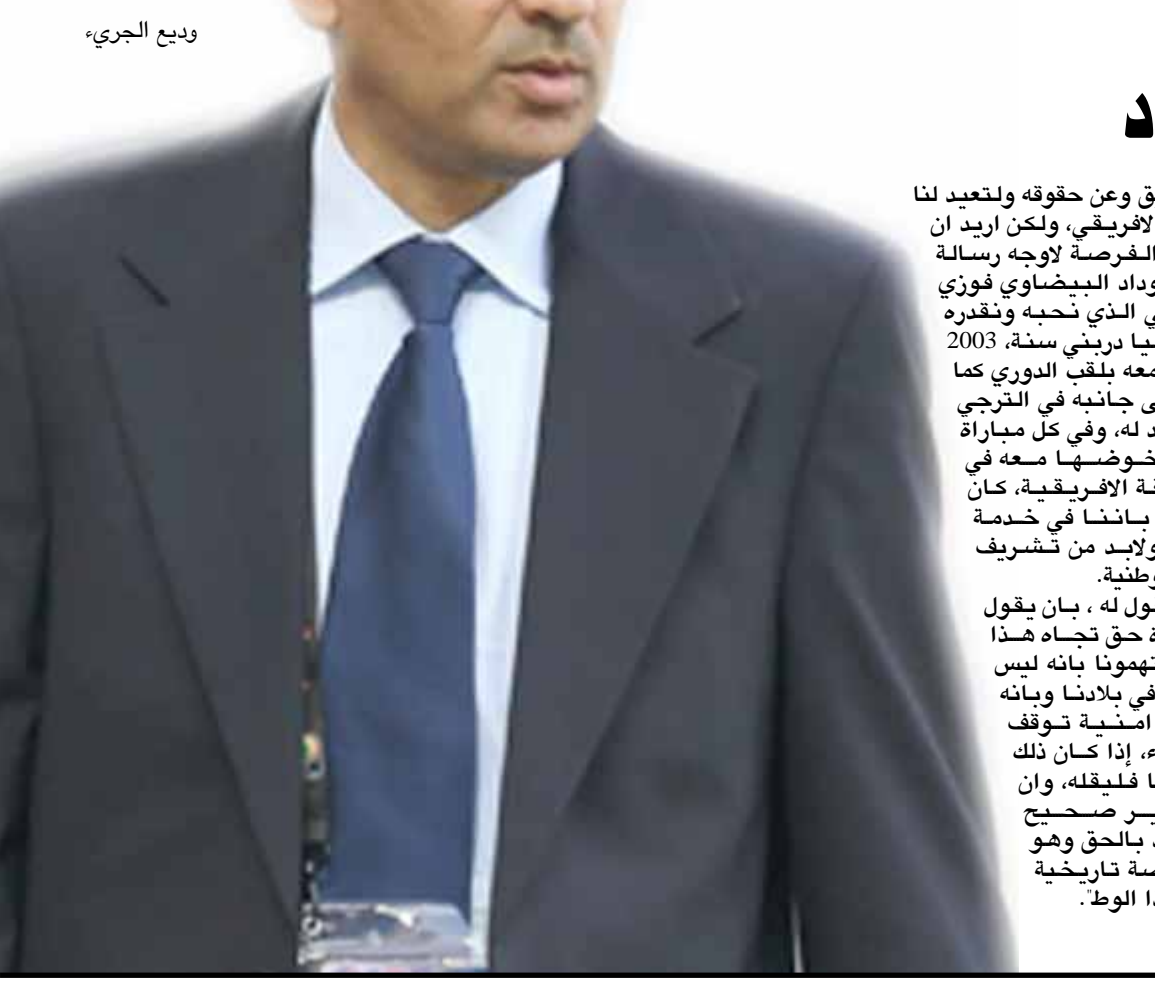 وديع الجريء
د
ق وعن حقوقه ولتعيد لنا
لافريقي، ولكن اريد ان
الفرصة لاوجه رسالة
وداد البيضاوي فوزي
ي الذي نحبه ونقدره
يا دربني سنة، 2003
معه بلقب الدوري كما
ى جانبه في الترجي
د له، وفي كل مباراة
خوضها معه في
ة الافريقية، كان
باننا في خدمة
ولابد من تشريف
وطنية.
ول له ، بان يقول
ة حق تجاه هذا
تهمونا بانه ليس
في بلادنا وبانه
امنية توقف
ء، إذا كان ذلك
ا فليقله، وان
ير صحيح
د بالحق وهو
صة تاريخية
دا الوط".